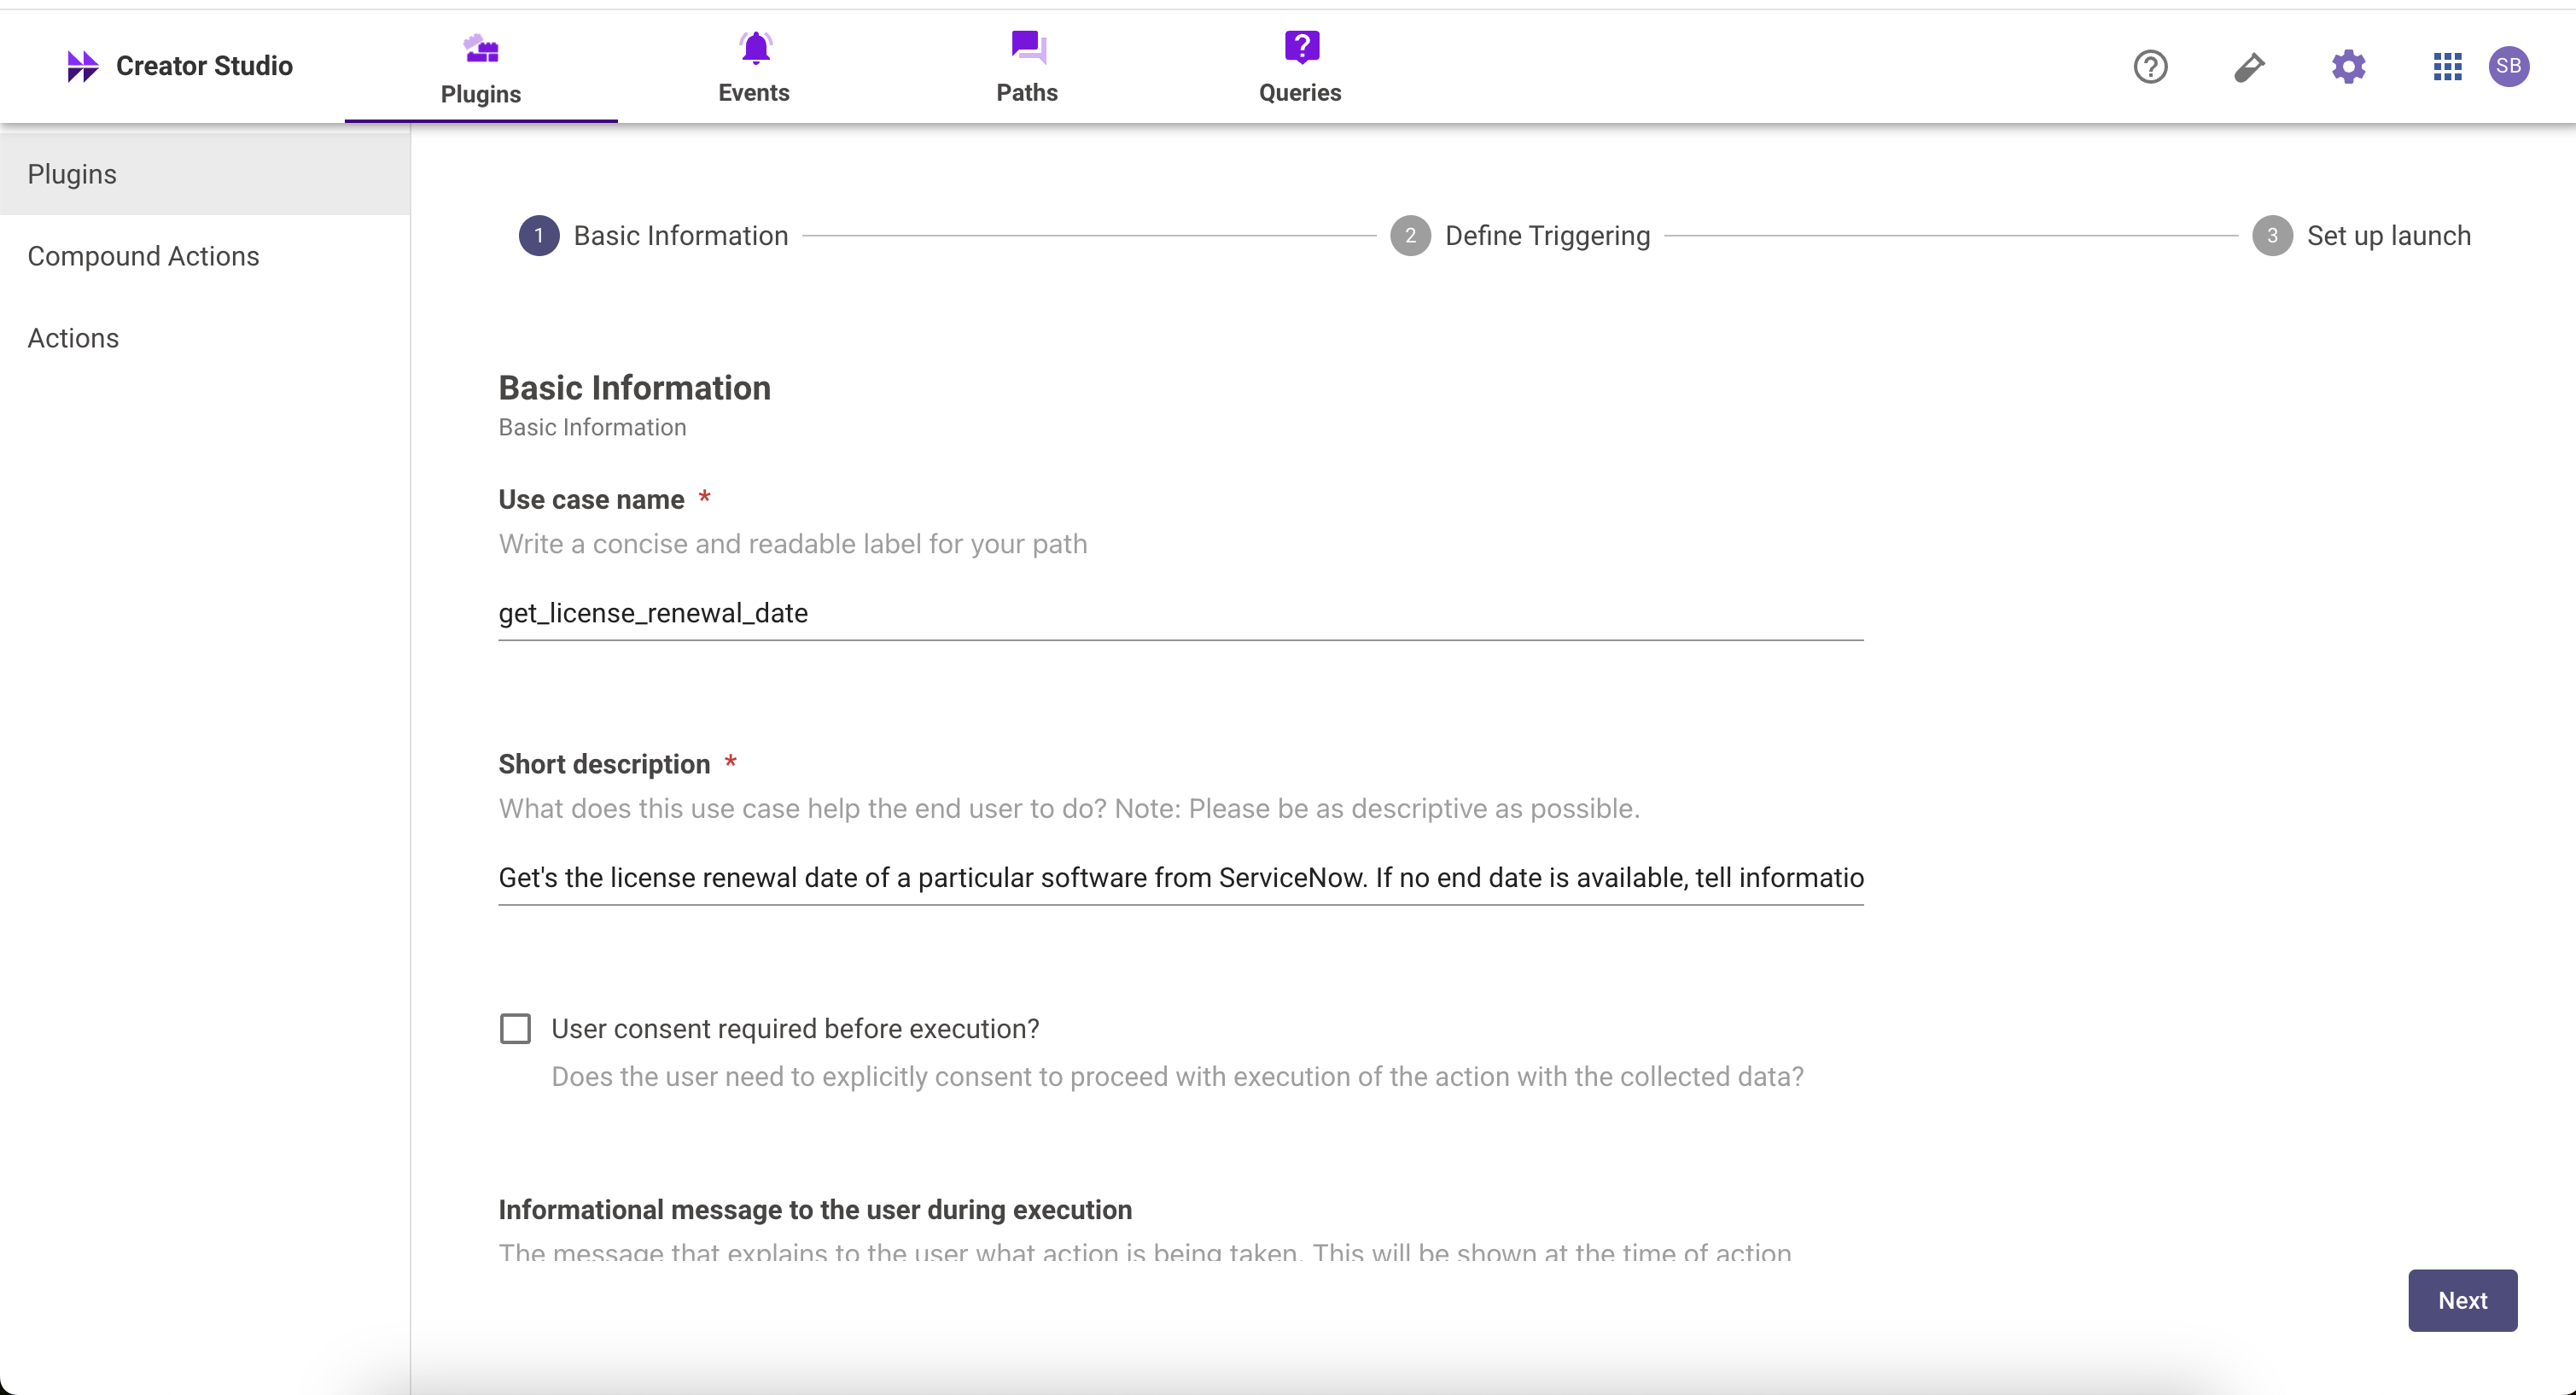 Creator Studio
Plugins
Events
Paths
Queries
?
?
SB
Plugins
Compound Actions
Actions
1 Basic Information
2 Define Triggering
3 Set up launch
Basic Information
Basic Information
Use case name *
Write a concise and readable label for your path
get_license_renewal_date
Short description *
What does this use case help the end user to do? Note: Please be as descriptive as possible.
Get's the license renewal date of a particular software from ServiceNow. If no end date is available, tell informatio
User consent required before execution?
Does the user need to explicitly consent to proceed with execution of the action with the collected data?
Informational message to the user during execution
The message that explains to the user what action is being taken. This will be shown at the time of action
Next